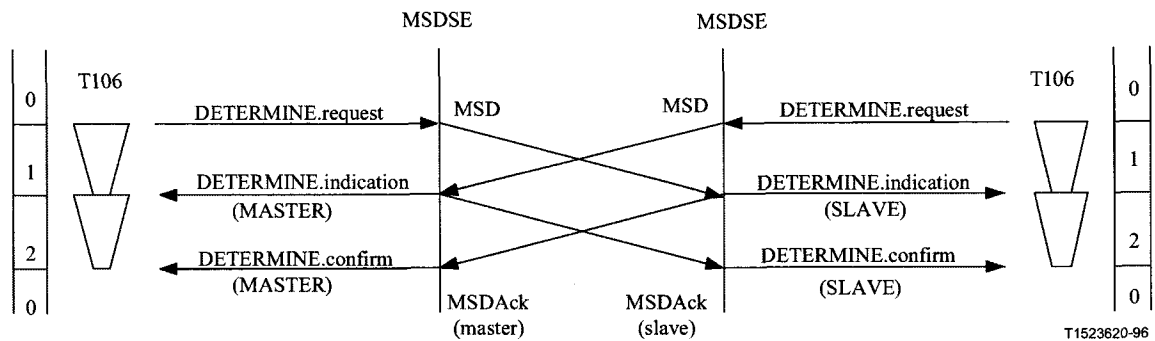 MSDSE MSDSE
T106 T106
0 0
DETERMINE.request MSD MSD DETERMINE.request
1 1
DETERMINE.indication DETERMINE.indication
(MASTER) (SLAVE)
2 2
DETERMINE.confirm DETERMINE.confirm
(MASTER) (SLAVE)
0 0
MSDAck MSDAck
(master) (slave)
T1523620-96